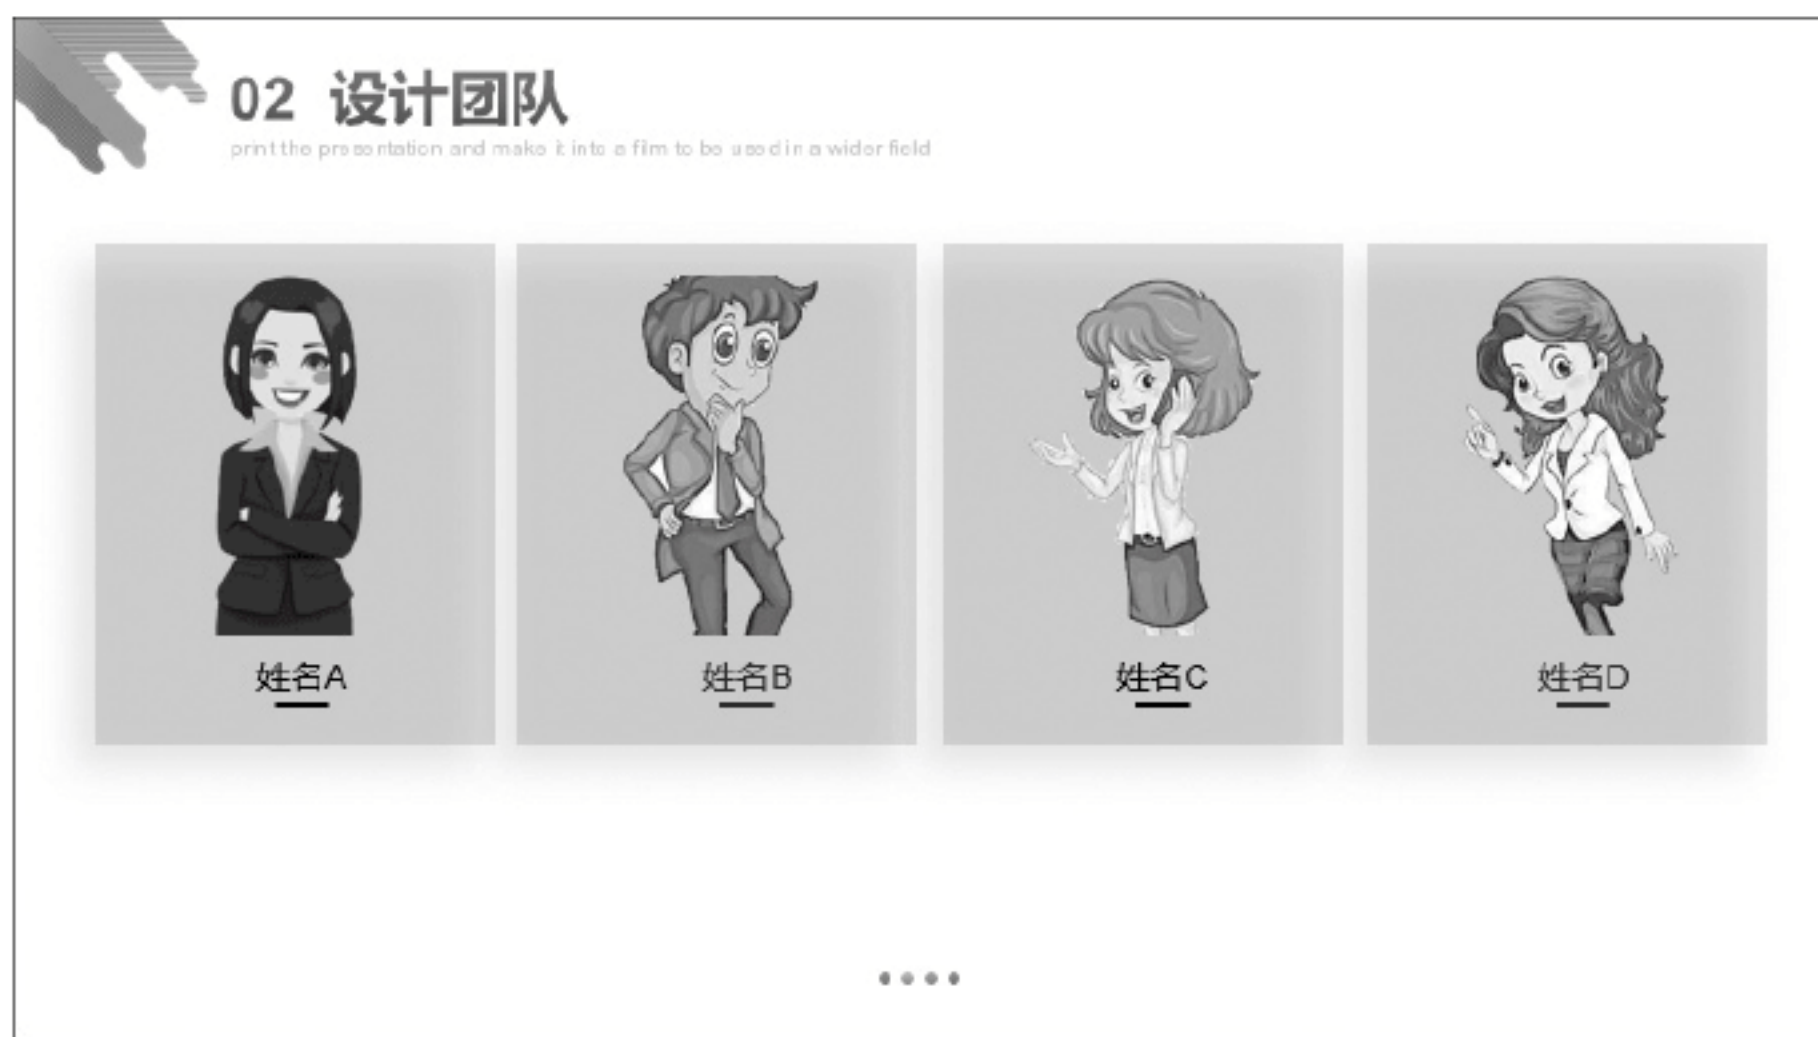 02 设计团队
print the presentation and make it into a film to be used in a wider field
姓名A
姓名B
姓名C
姓名D